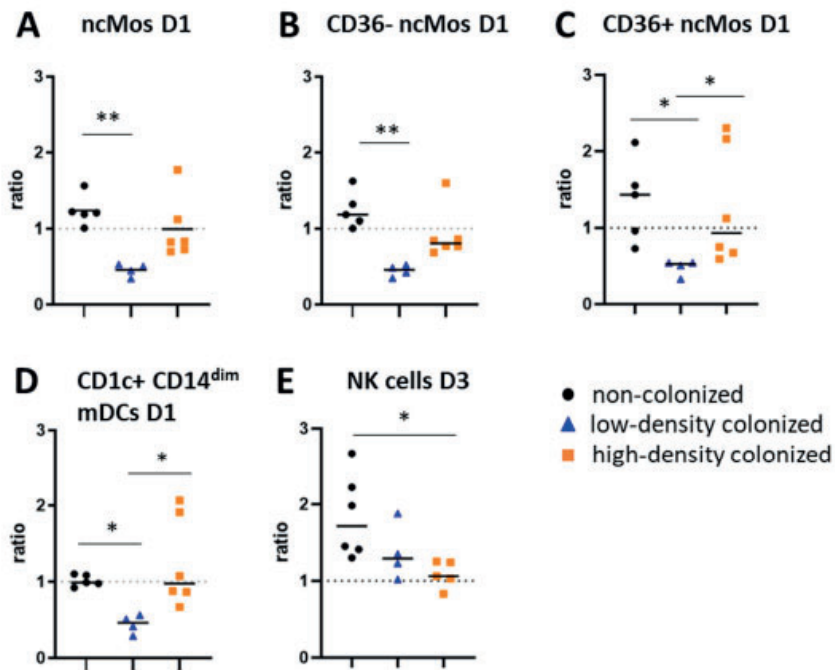 A ncMos D1
**
3
2
1
0
ratio
B CD36- ncMos D1
**
3
2
1
0
ratio
C CD36+ ncMos D1
*
*
3
2
1
0
ratio
D CD1c+ CD14dim
mDCs D1
*
*
3
2
1
0
ratio
E NK cells D3
*
3
2
1
0
ratio
non-colonized
low-density colonized
high-density colonized